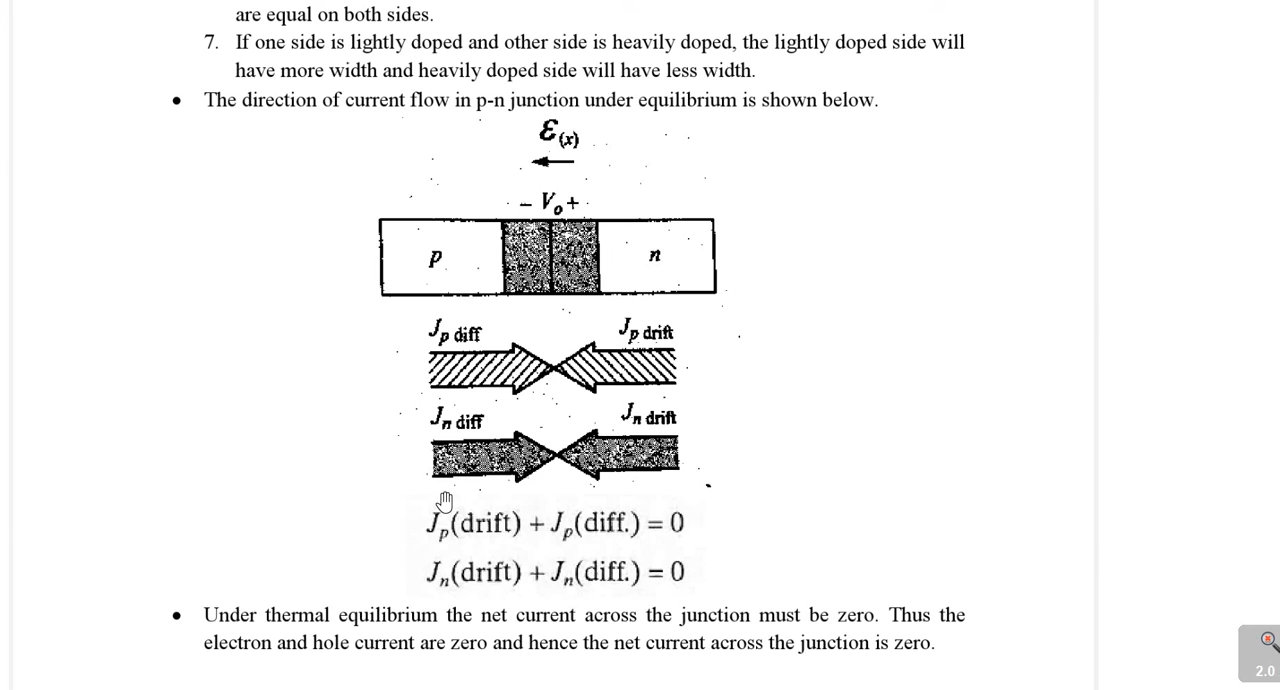 are equal on both sides.
7. If one side is lightly doped and other side is heavily doped, the lightly doped side will
have more width and heavily doped side will have less width.
• The direction of current flow in p-n junction under equilibrium is shown below.
ℰ(x)
– Vo +
p n
Jp diff Jp drift
Jn diff Jn drift
Jp(drift) + Jp(diff.) = 0
Jn(drift) + Jn(diff.) = 0
• Under thermal equilibrium the net current across the junction must be zero. Thus the
electron and hole current are zero and hence the net current across the junction is zero.
2.0